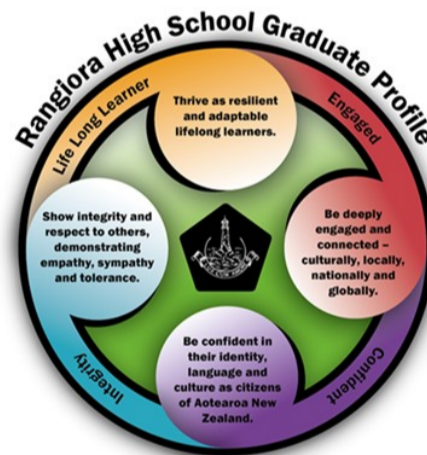 Rangiora High School Graduate Profile
Life Long Learner
Thrive as resilient
and adaptable
lifelong learners.
Engaged
Show integrity and
respect to others,
demonstrating
empathy, sympathy
and tolerance.
Be deeply
engaged and
connected –
culturally, locally,
nationally and
globally.
Integrity
Be confident in
their identity,
language and
culture as citizens
of Aotearoa New
Zealand.
Confident